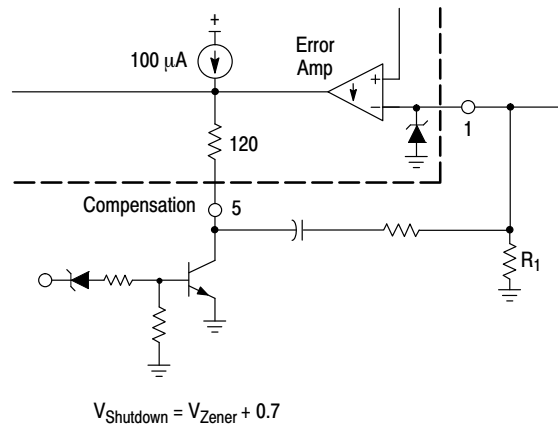 +
100 μA
Error
Amp
+
−
120
1
Compensation
5
R1
VShutdown = VZener + 0.7